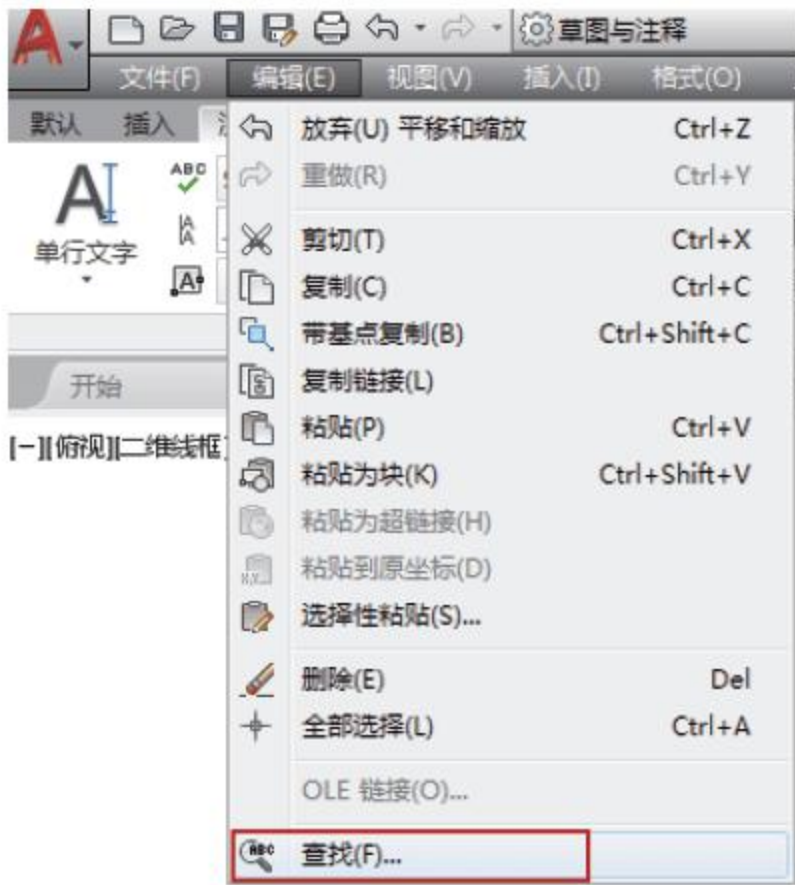 草图与注释
文件(F) 编辑(E) 视图(V) 插入(I) 格式(O)
默认 插入
放弃(U) 平移和缩放 Ctrl+Z
重做(R) Ctrl+Y
剪切(T) Ctrl+X
复制(C) Ctrl+C
带基点复制(B) Ctrl+Shift+C
复制链接(L)
粘贴(P) Ctrl+V
粘贴为块(K) Ctrl+Shift+V
粘贴为超链接(H)
粘贴到原坐标(D)
选择性粘贴(S)...
删除(E) Del
全部选择(L) Ctrl+A
OLE 链接(O)...
查找(F)...
ABC
单行文字
开始
[-][俯视][二维线框]